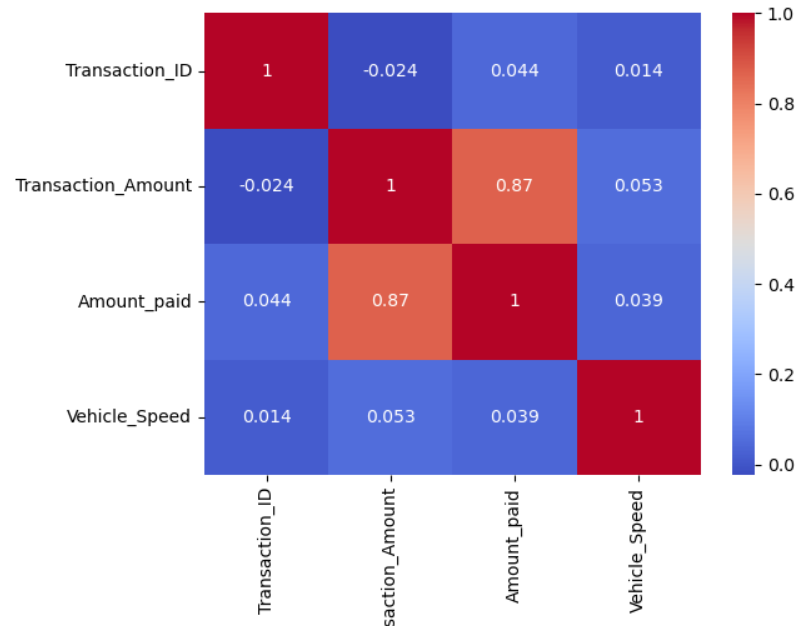 Transaction_ID
1
-0.024
0.044
0.014
Transaction_Amount
-0.024
1
0.87
0.053
Amount_paid
0.044
0.87
1
0.039
Vehicle_Speed
0.014
0.053
0.039
1
Transaction_ID
saction_Amount
Amount_paid
Vehicle_Speed
1.0
0.8
0.6
0.4
0.2
0.0